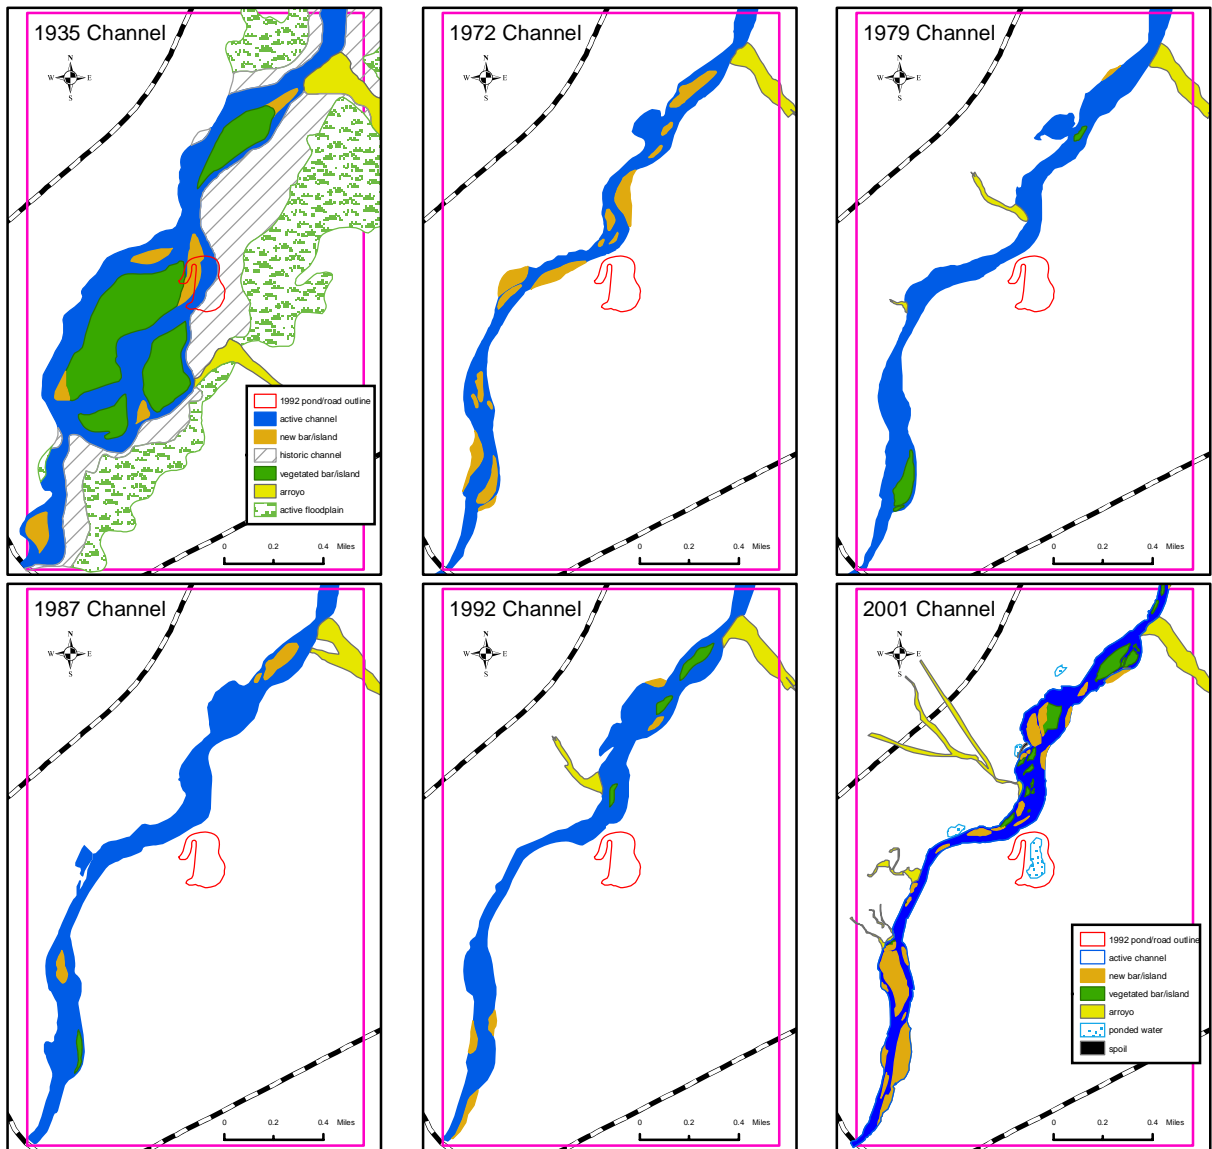 1935 Channel
N
W E
S
1992 pond/road outline
active channel
new bar/island
historic channel
vegetated bar/island
arroyo
active floodplain
0 0.2 0.4 Miles
1972 Channel
N
W E
S
0 0.2 0.4 Miles
1979 Channel
N
W E
S
0 0.2 0.4 Miles
1987 Channel
N
W E
S
0 0.2 0.4 Miles
1992 Channel
N
W E
S
0 0.2 0.4 Miles
2001 Channel
N
W E
S
1992 pond/road outline
active channel
new bar/island
vegetated bar/island
arroyo
ponded water
spoil
0 0.2 0.4 Miles